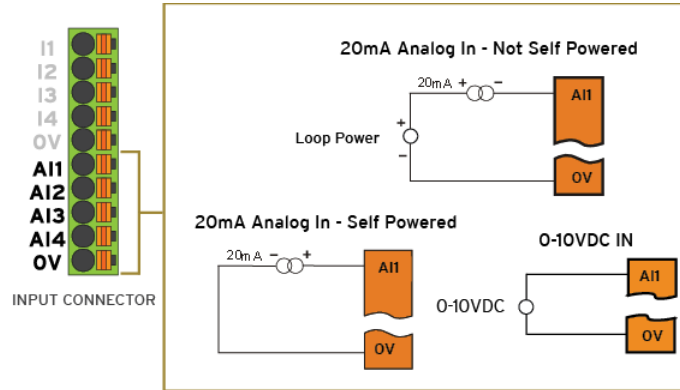 I1
I2
I3
I4
0V
AI1
AI2
AI3
AI4
0V
INPUT CONNECTOR
20mA Analog In - Not Self Powered
20mA + -
AI1
+
Loop Power
-
0V
20mA Analog In - Self Powered
20mA - +
AI1
0V
0-10VDC IN
AI1
0-10VDC
0V